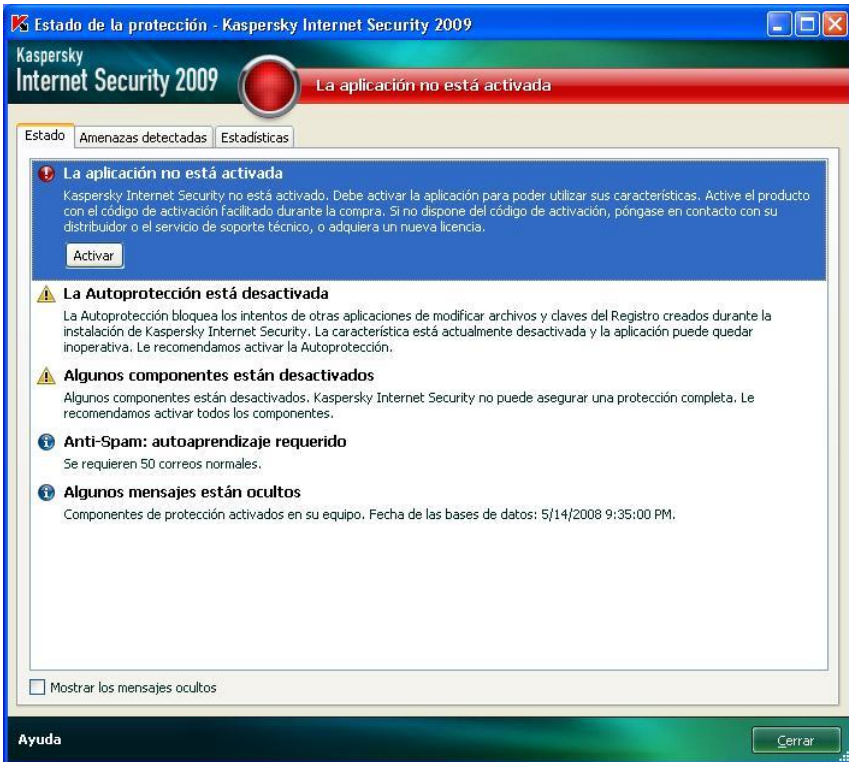 Estado de la protección - Kaspersky Internet Security 2009
Kaspersky
Internet Security 2009
La aplicación no está activada
Estado
Amenazas detectadas
Estadísticas
La aplicación no está activada
Kaspersky Internet Security no está activado. Debe activar la aplicación para poder utilizar sus características. Active el producto
con el código de activación facilitado durante la compra. Si no dispone del código de activación, póngase en contacto con su
distribuidor o el servicio de soporte técnico, o adquiera un nueva licencia.
Activar
La Autoprotección está desactivada
La Autoprotección bloquea los intentos de otras aplicaciones de modificar archivos y claves del Registro creados durante la
instalación de Kaspersky Internet Security. La característica está actualmente desactivada y la aplicación puede quedar
inoperativa. Le recomendamos activar la Autoprotección.
Algunos componentes están desactivados
Algunos componentes están desactivados. Kaspersky Internet Security no puede asegurar una protección completa. Le
recomendamos activar todos los componentes.
Anti-Spam: autoaprendizaje requerido
Se requieren 50 correos normales.
Algunos mensajes están ocultos
Componentes de protección activados en su equipo. Fecha de las bases de datos: 5/14/2008 9:35:00 PM.
Mostrar los mensajes ocultos
Ayuda
Cerrar